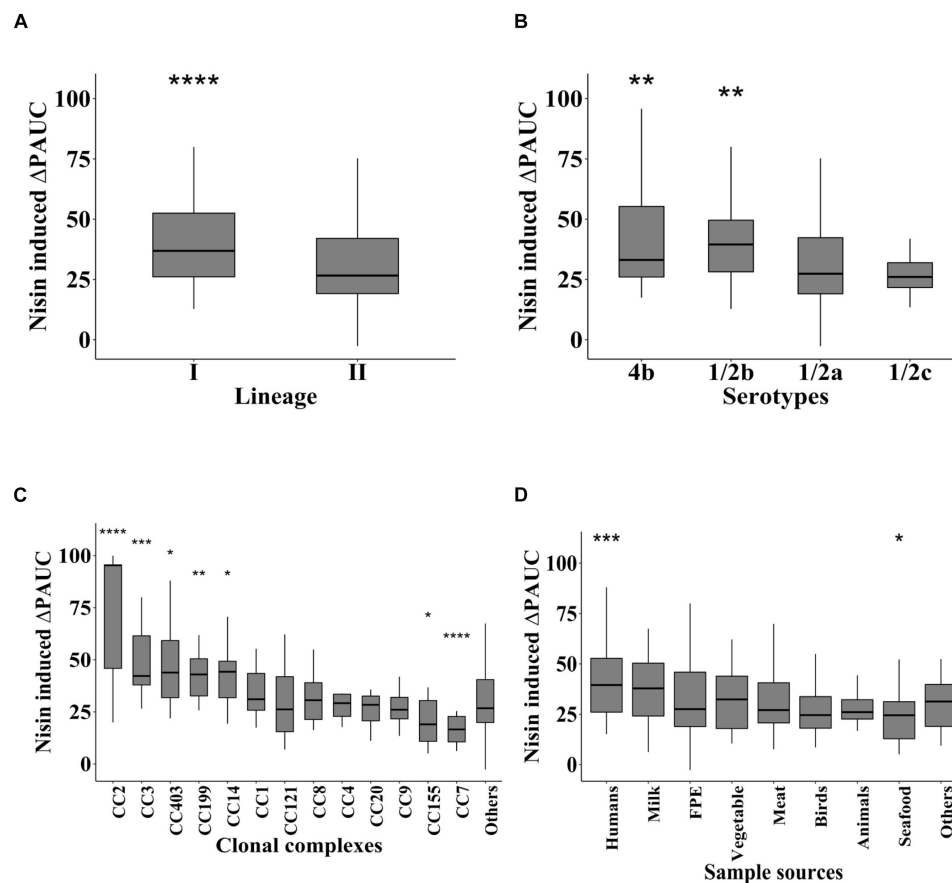 A
Nisin induced ΔPAUC
100
75
50
25
0
****
I
II
Lineage
B
Nisin induced ΔPAUC
100
75
50
25
0
**
**
4b
1/2b
1/2a
1/2c
Serotypes
C
Nisin induced ΔPAUC
100
75
50
25
0
****
***
*
**
*
*
****
CC2
CC3
CC403
CC199
CC14
CC1
CC121
CC8
CC4
CC20
CC9
CC155
CC7
Others
Clonal complexes
D
Nisin induced ΔPAUC
100
75
50
25
0
***
*
Humans
Milk
FPE
Vegetable
Meat
Birds
Animals
Seafood
Others
Sample sources